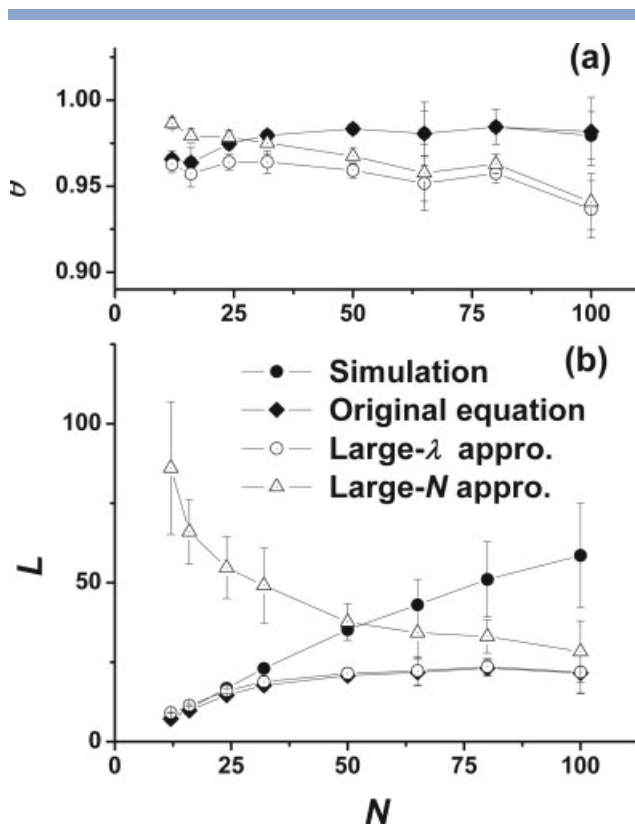 (a)
1.00
0.95
0.90
θ
0 25 50 75 100
(b)
Simulation
Original equation
Large-λ appro.
Large-N appro.
100
50
0
L
0 25 50 75 100
N